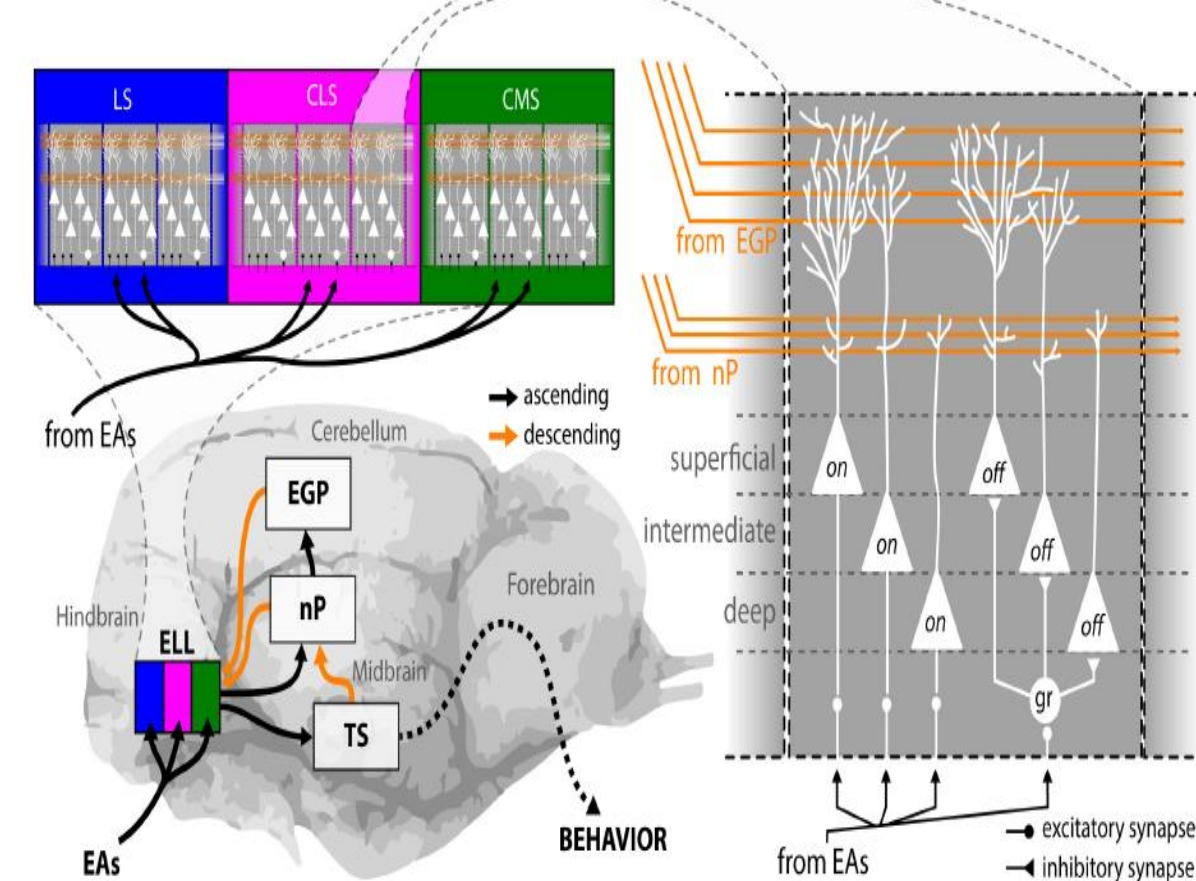 LS
CLS
CMS
from EAs
ascending
descending
Cerebellum
EGP
nP
Forebrain
Hindbrain
ELL
Midbrain
TS
EAs
BEHAVIOR
from EGP
from nP
superficial
on
off
intermediate
on
off
deep
on
off
gr
from EAs
excitatory synapse
inhibitory synapse